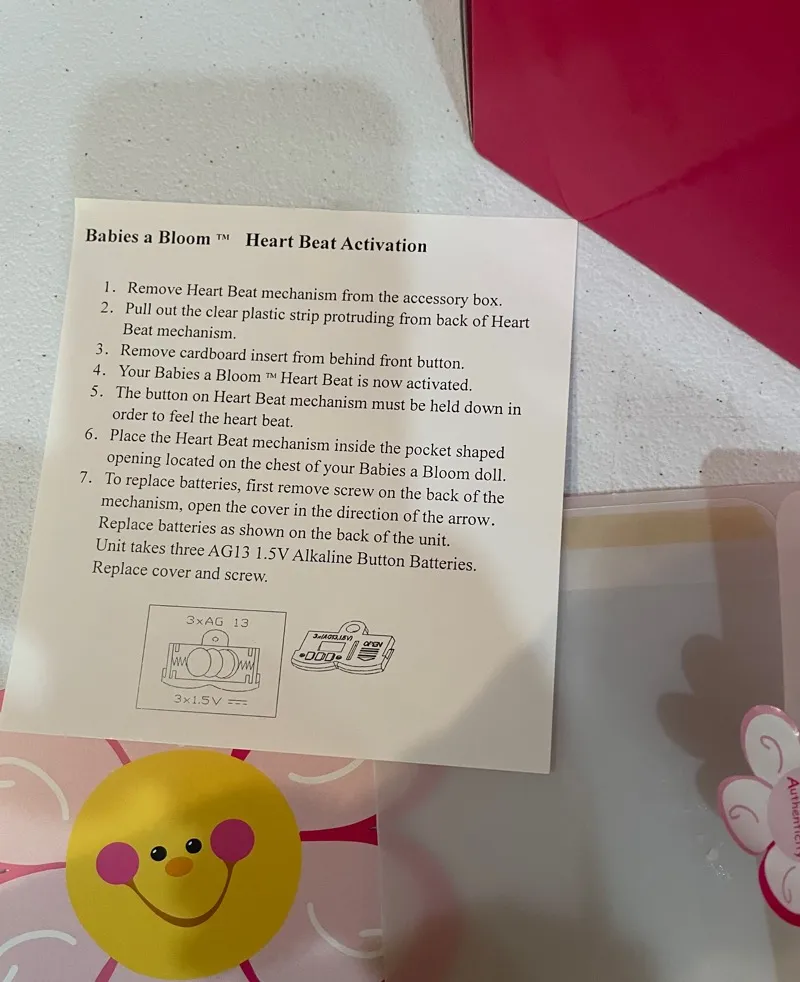 Babies a Bloom ™ Heart Beat Activation
1. Remove Heart Beat mechanism from the accessory box.
2. Pull out the clear plastic strip protruding from back of Heart
Beat mechanism.
3. Remove cardboard insert from behind front button.
4. Your Babies a Bloom ™ Heart Beat is now activated.
5. The button on Heart Beat mechanism must be held down in
order to feel the heart beat.
6. Place the Heart Beat mechanism inside the pocket shaped
opening located on the chest of your Babies a Bloom doll.
7. To replace batteries, first remove screw on the back of the
mechanism, open the cover in the direction of the arrow.
Replace batteries as shown on the back of the unit.
Unit takes three AG13 1.5V Alkaline Button Batteries.
Replace cover and screw.
3xAG 13
3x1.5V
3x(AG13,1.5V)
OPEN
Authenticity